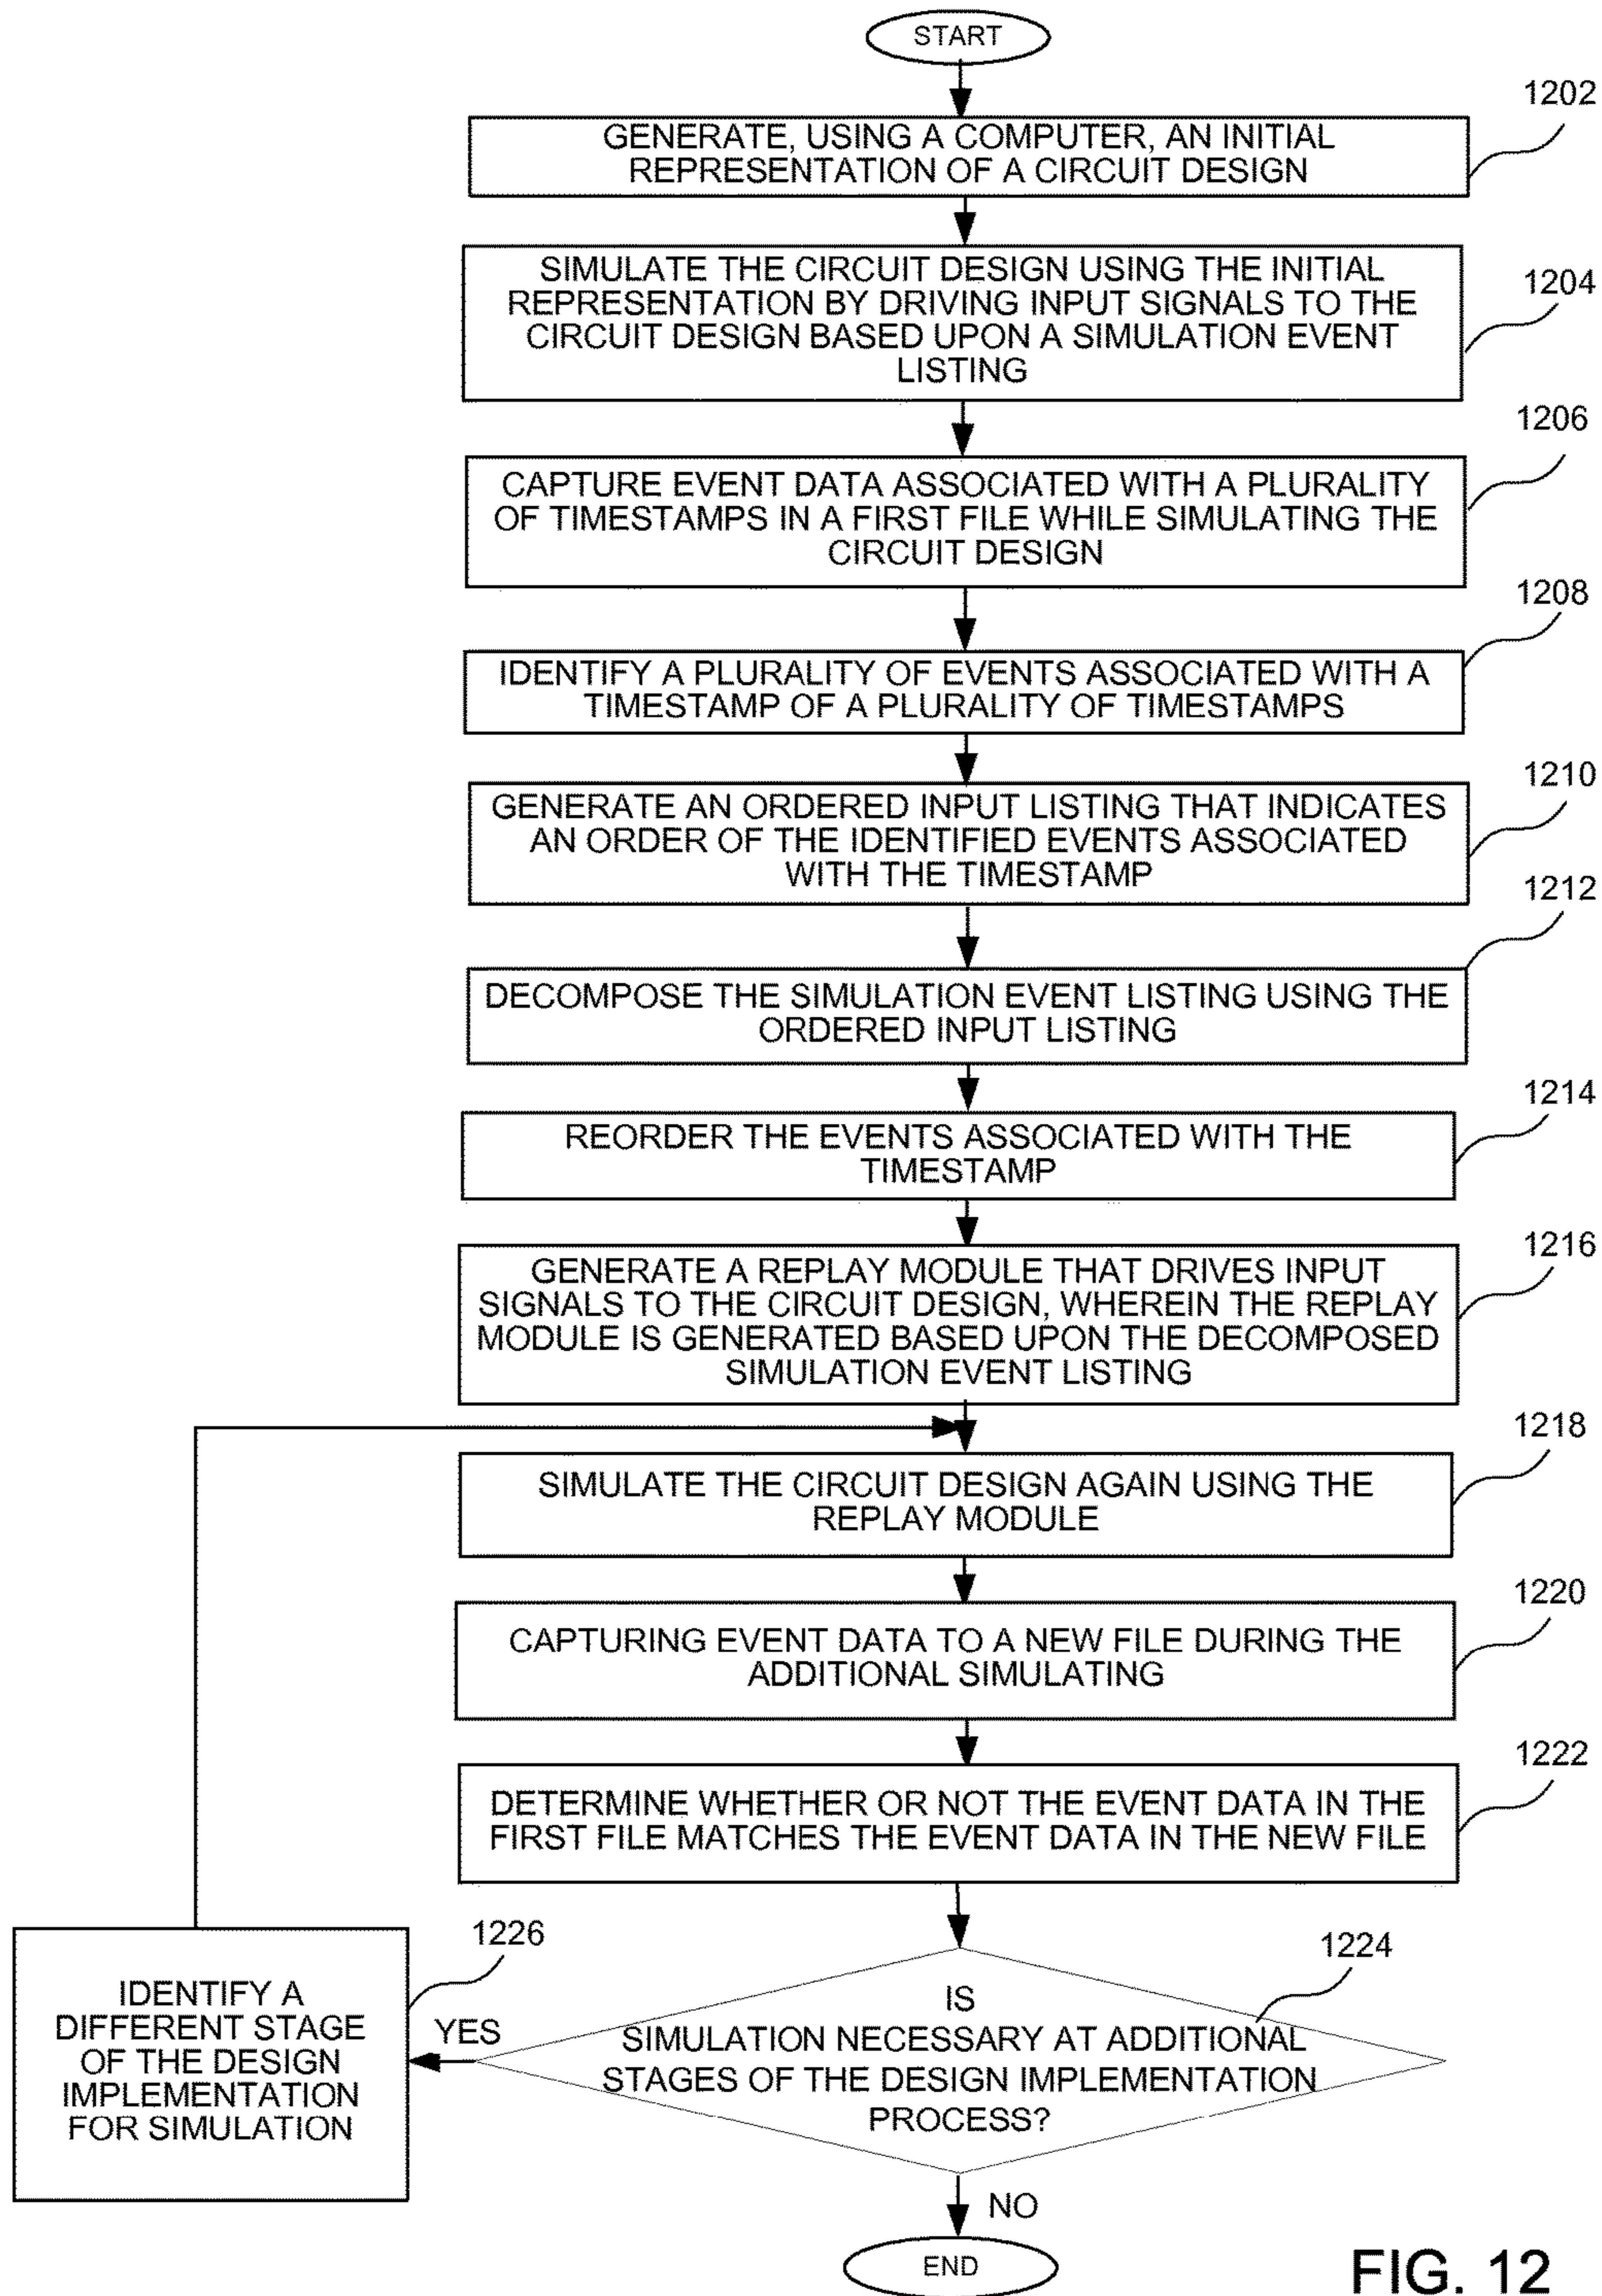 START
1202
GENERATE, USING A COMPUTER, AN INITIAL
REPRESENTATION OF A CIRCUIT DESIGN
1204
SIMULATE THE CIRCUIT DESIGN USING THE INITIAL
REPRESENTATION BY DRIVING INPUT SIGNALS TO THE
CIRCUIT DESIGN BASED UPON A SIMULATION EVENT
LISTING
1206
CAPTURE EVENT DATA ASSOCIATED WITH A PLURALITY
OF TIMESTAMPS IN A FIRST FILE WHILE SIMULATING THE
CIRCUIT DESIGN
1208
IDENTIFY A PLURALITY OF EVENTS ASSOCIATED WITH A
TIMESTAMP OF A PLURALITY OF TIMESTAMPS
1210
GENERATE AN ORDERED INPUT LISTING THAT INDICATES
AN ORDER OF THE IDENTIFIED EVENTS ASSOCIATED
WITH THE TIMESTAMP
1212
DECOMPOSE THE SIMULATION EVENT LISTING USING THE
ORDERED INPUT LISTING
1214
REORDER THE EVENTS ASSOCIATED WITH THE
TIMESTAMP
1216
GENERATE A REPLAY MODULE THAT DRIVES INPUT
SIGNALS TO THE CIRCUIT DESIGN, WHEREIN THE REPLAY
MODULE IS GENERATED BASED UPON THE DECOMPOSED
SIMULATION EVENT LISTING
1218
SIMULATE THE CIRCUIT DESIGN AGAIN USING THE
REPLAY MODULE
1220
CAPTURING EVENT DATA TO A NEW FILE DURING THE
ADDITIONAL SIMULATING
1222
DETERMINE WHETHER OR NOT THE EVENT DATA IN THE
FIRST FILE MATCHES THE EVENT DATA IN THE NEW FILE
1224
IS
SIMULATION NECESSARY AT ADDITIONAL
STAGES OF THE DESIGN IMPLEMENTATION
PROCESS?
YES
1226
IDENTIFY A
DIFFERENT STAGE
OF THE DESIGN
IMPLEMENTATION
FOR SIMULATION
NO
END
FIG. 12